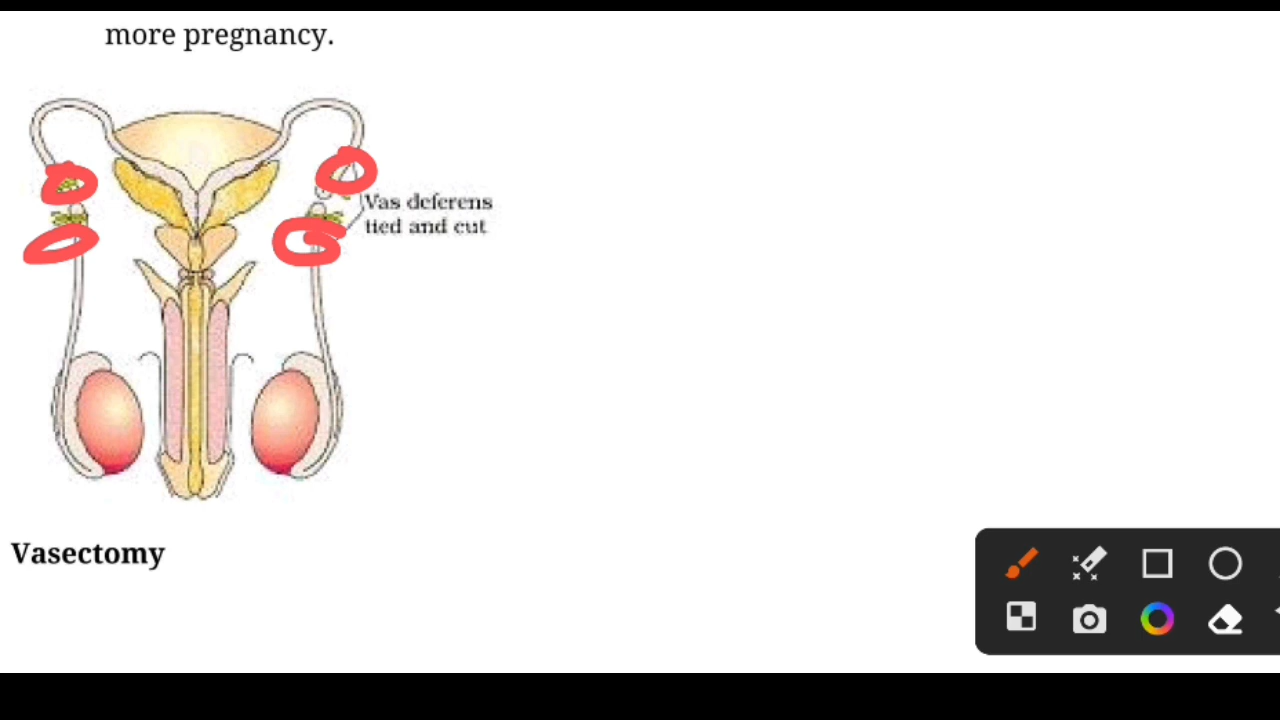 more pregnancy.
Vas deferens
tied and cut
Vasectomy